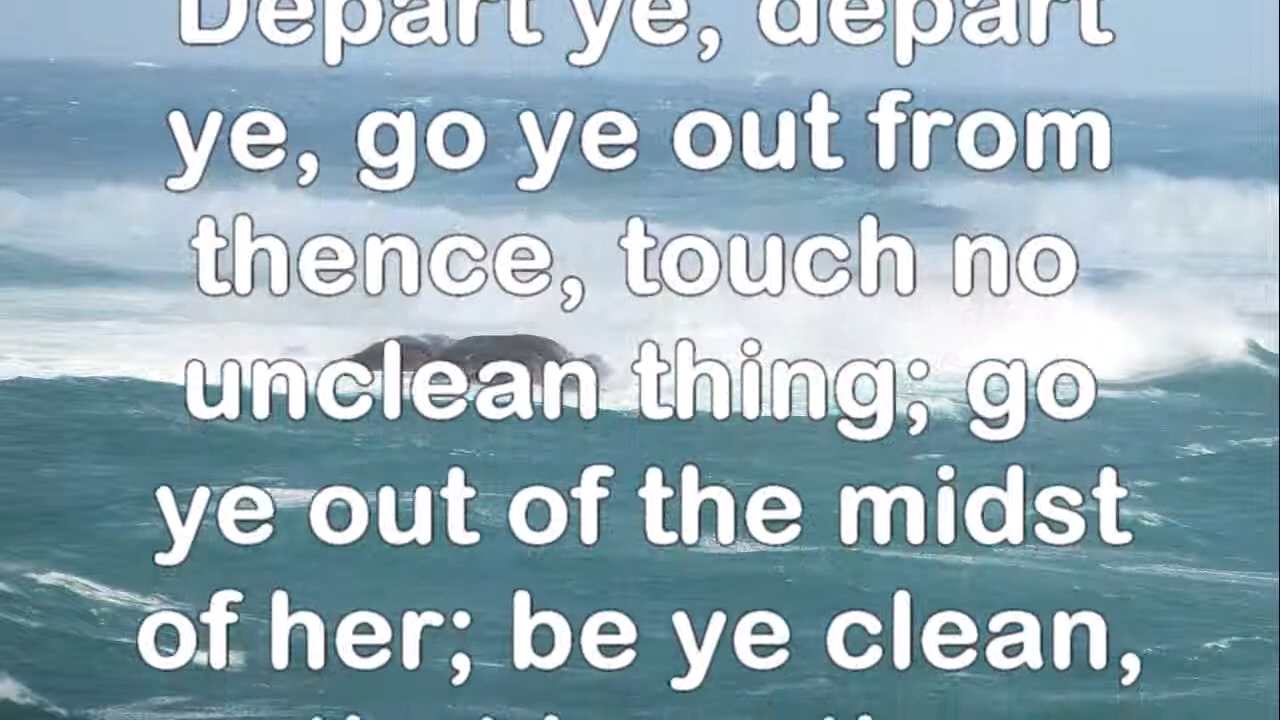 Depart ye, depart
ye, go ye out from
thence, touch no
unclean thing; go
ye out of the midst
of her; be ye clean,